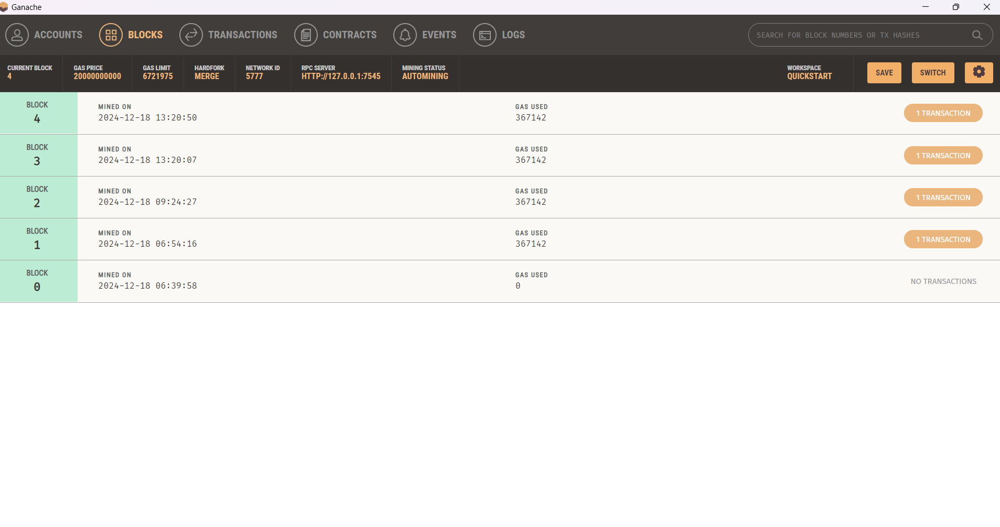 Ganache
ACCOUNTS BLOCKS TRANSACTIONS CONTRACTS EVENTS LOGS SEARCH FOR BLOCK NUMBERS OR TX HASHES
CURRENT BLOCK GAS PRICE GAS LIMIT HARDFORK NETWORK ID RPC SERVER MINING STATUS WORKSPACE
4 20000000000 6721975 MERGE 5777 HTTP://127.0.0.1:7545 AUTOMINING QUICKSTART SAVE SWITCH
BLOCK MINED ON GAS USED
4 2024-12-18 13:20:50 367142 1 TRANSACTION
BLOCK MINED ON GAS USED
3 2024-12-18 13:20:07 367142 1 TRANSACTION
BLOCK MINED ON GAS USED
2 2024-12-18 09:24:27 367142 1 TRANSACTION
BLOCK MINED ON GAS USED
1 2024-12-18 06:54:16 367142 1 TRANSACTION
BLOCK MINED ON GAS USED
0 2024-12-18 06:39:58 0 NO TRANSACTIONS